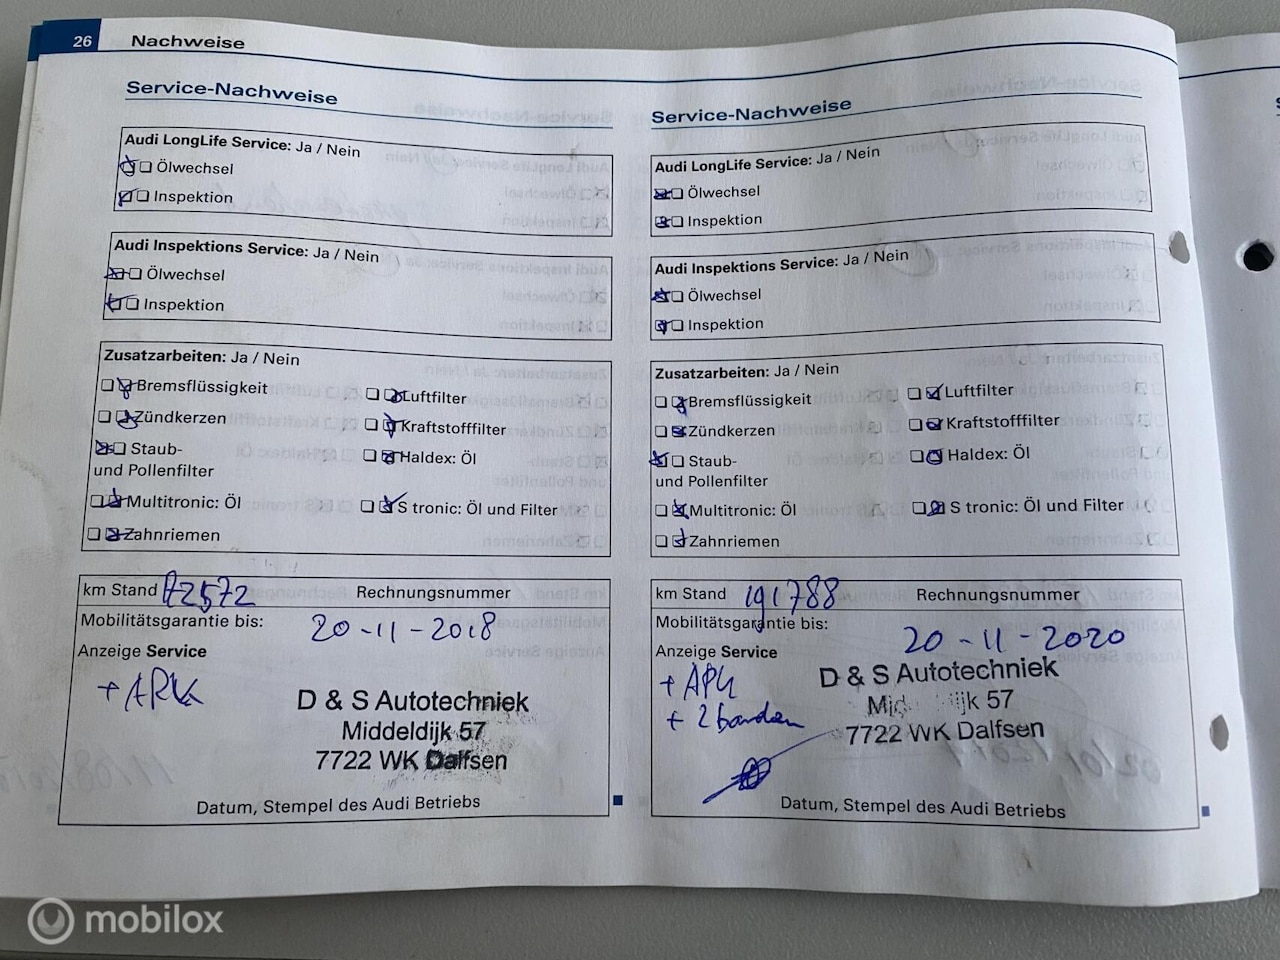 26 Nachweise
Service-Nachweise
Audi LongLife Service: Ja / Nein
Ölwechsel
Inspektion
Audi Inspektions Service: Ja / Nein
Ölwechsel
Inspektion
Zusatzarbeiten: Ja / Nein
Bremsflüssigkeit Luftfilter
Zündkerzen Kraftstofffilter
Staub- Haldex: Öl
und Pollenfilter
Multitronic: Öl S tronic: Öl und Filter
Zahnriemen
km Stand 172572 Rechnungsnummer
Mobilitätsgarantie bis: 20-11-2018
Anzeige Service
+ APK
D & S Autotechniek
Middeldijk 57
7722 WK Dalfsen
Datum, Stempel des Audi Betriebs
Service-Nachweise
Audi LongLife Service: Ja / Nein
Ölwechsel
Inspektion
Audi Inspektions Service: Ja / Nein
Ölwechsel
Inspektion
Zusatzarbeiten: Ja / Nein
Bremsflüssigkeit Luftfilter
Zündkerzen Kraftstofffilter
Staub- Haldex: Öl
und Pollenfilter
Multitronic: Öl S tronic: Öl und Filter
Zahnriemen
km Stand 191788 Rechnungsnummer
Mobilitätsgarantie bis: 20-11-2020
Anzeige Service
+ APK
+ 2 banden
D & S Autotechniek
Middeldijk 57
7722 WK Dalfsen
Datum, Stempel des Audi Betriebs
mobilox